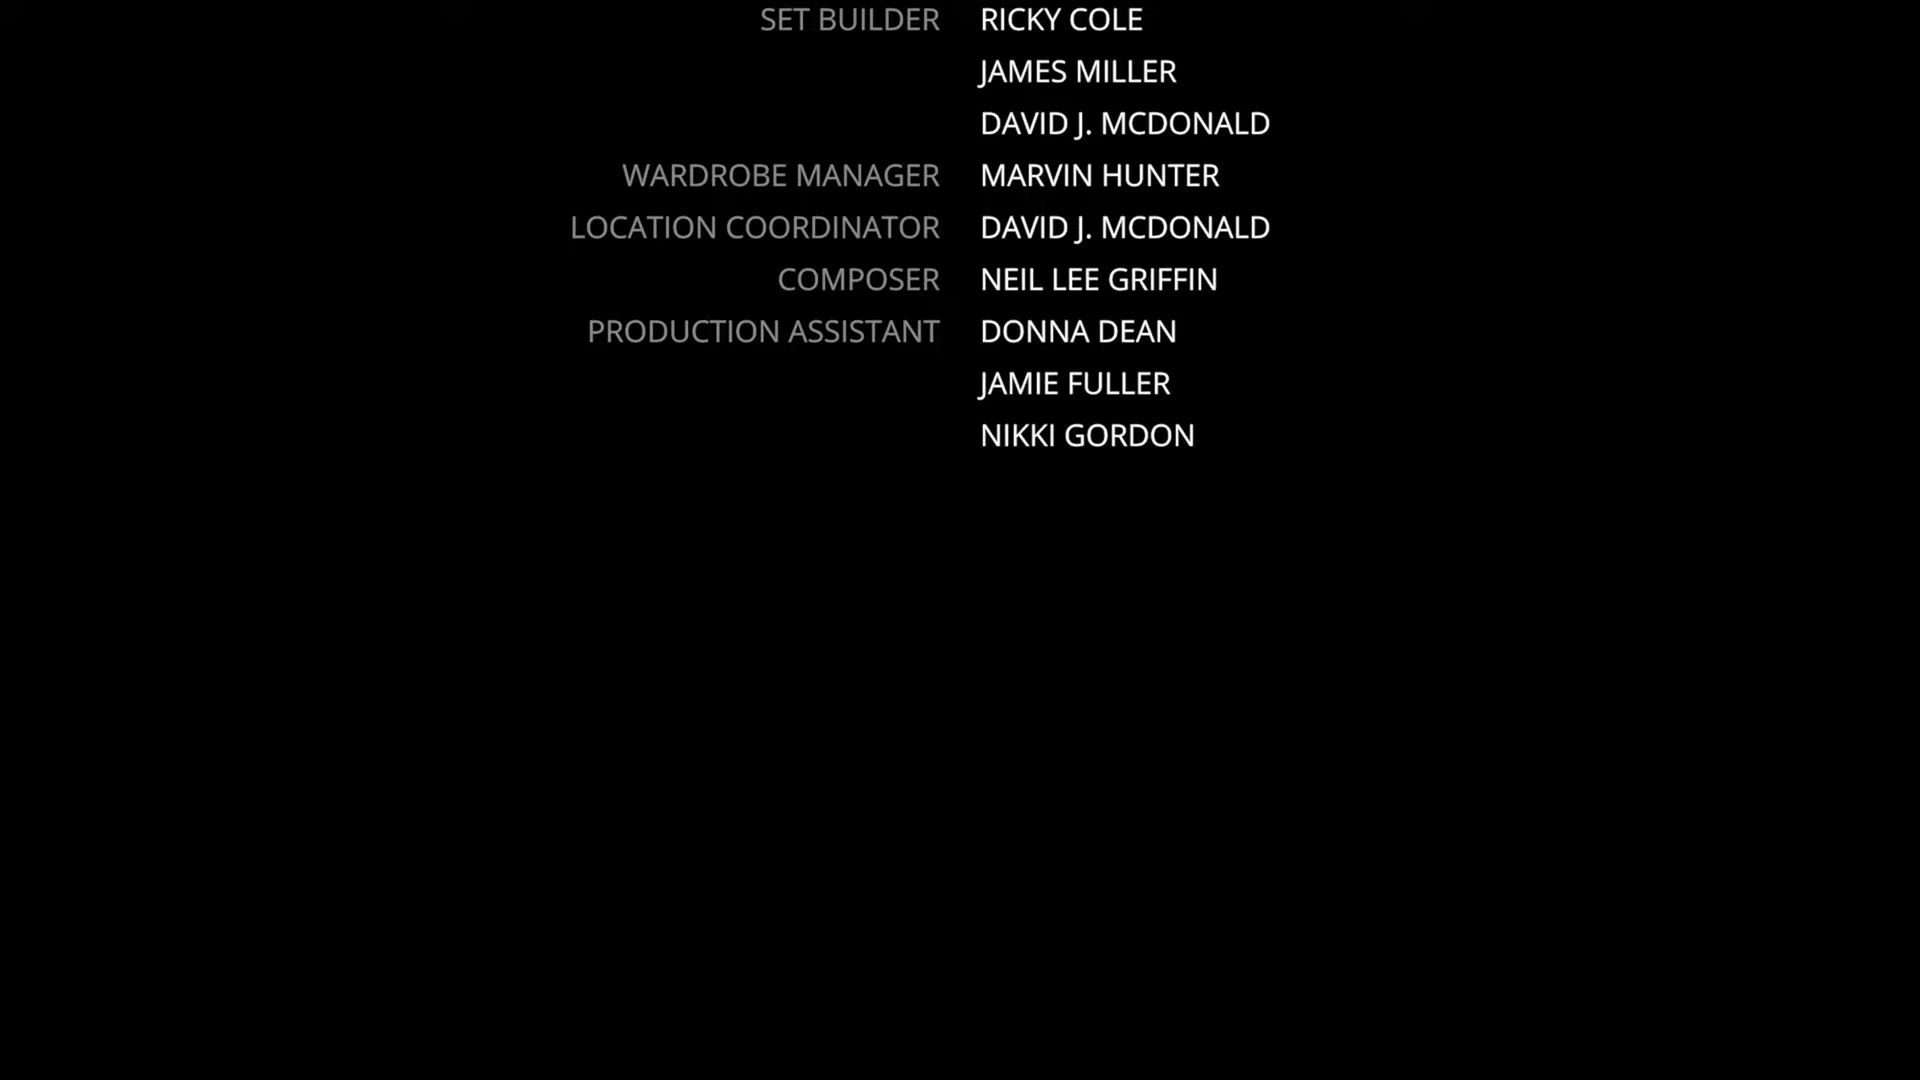 SET BUILDER RICKY COLE
JAMES MILLER
DAVID J. MCDONALD
WARDROBE MANAGER MARVIN HUNTER
LOCATION COORDINATOR DAVID J. MCDONALD
COMPOSER NEIL LEE GRIFFIN
PRODUCTION ASSISTANT DONNA DEAN
JAMIE FULLER
NIKKI GORDON